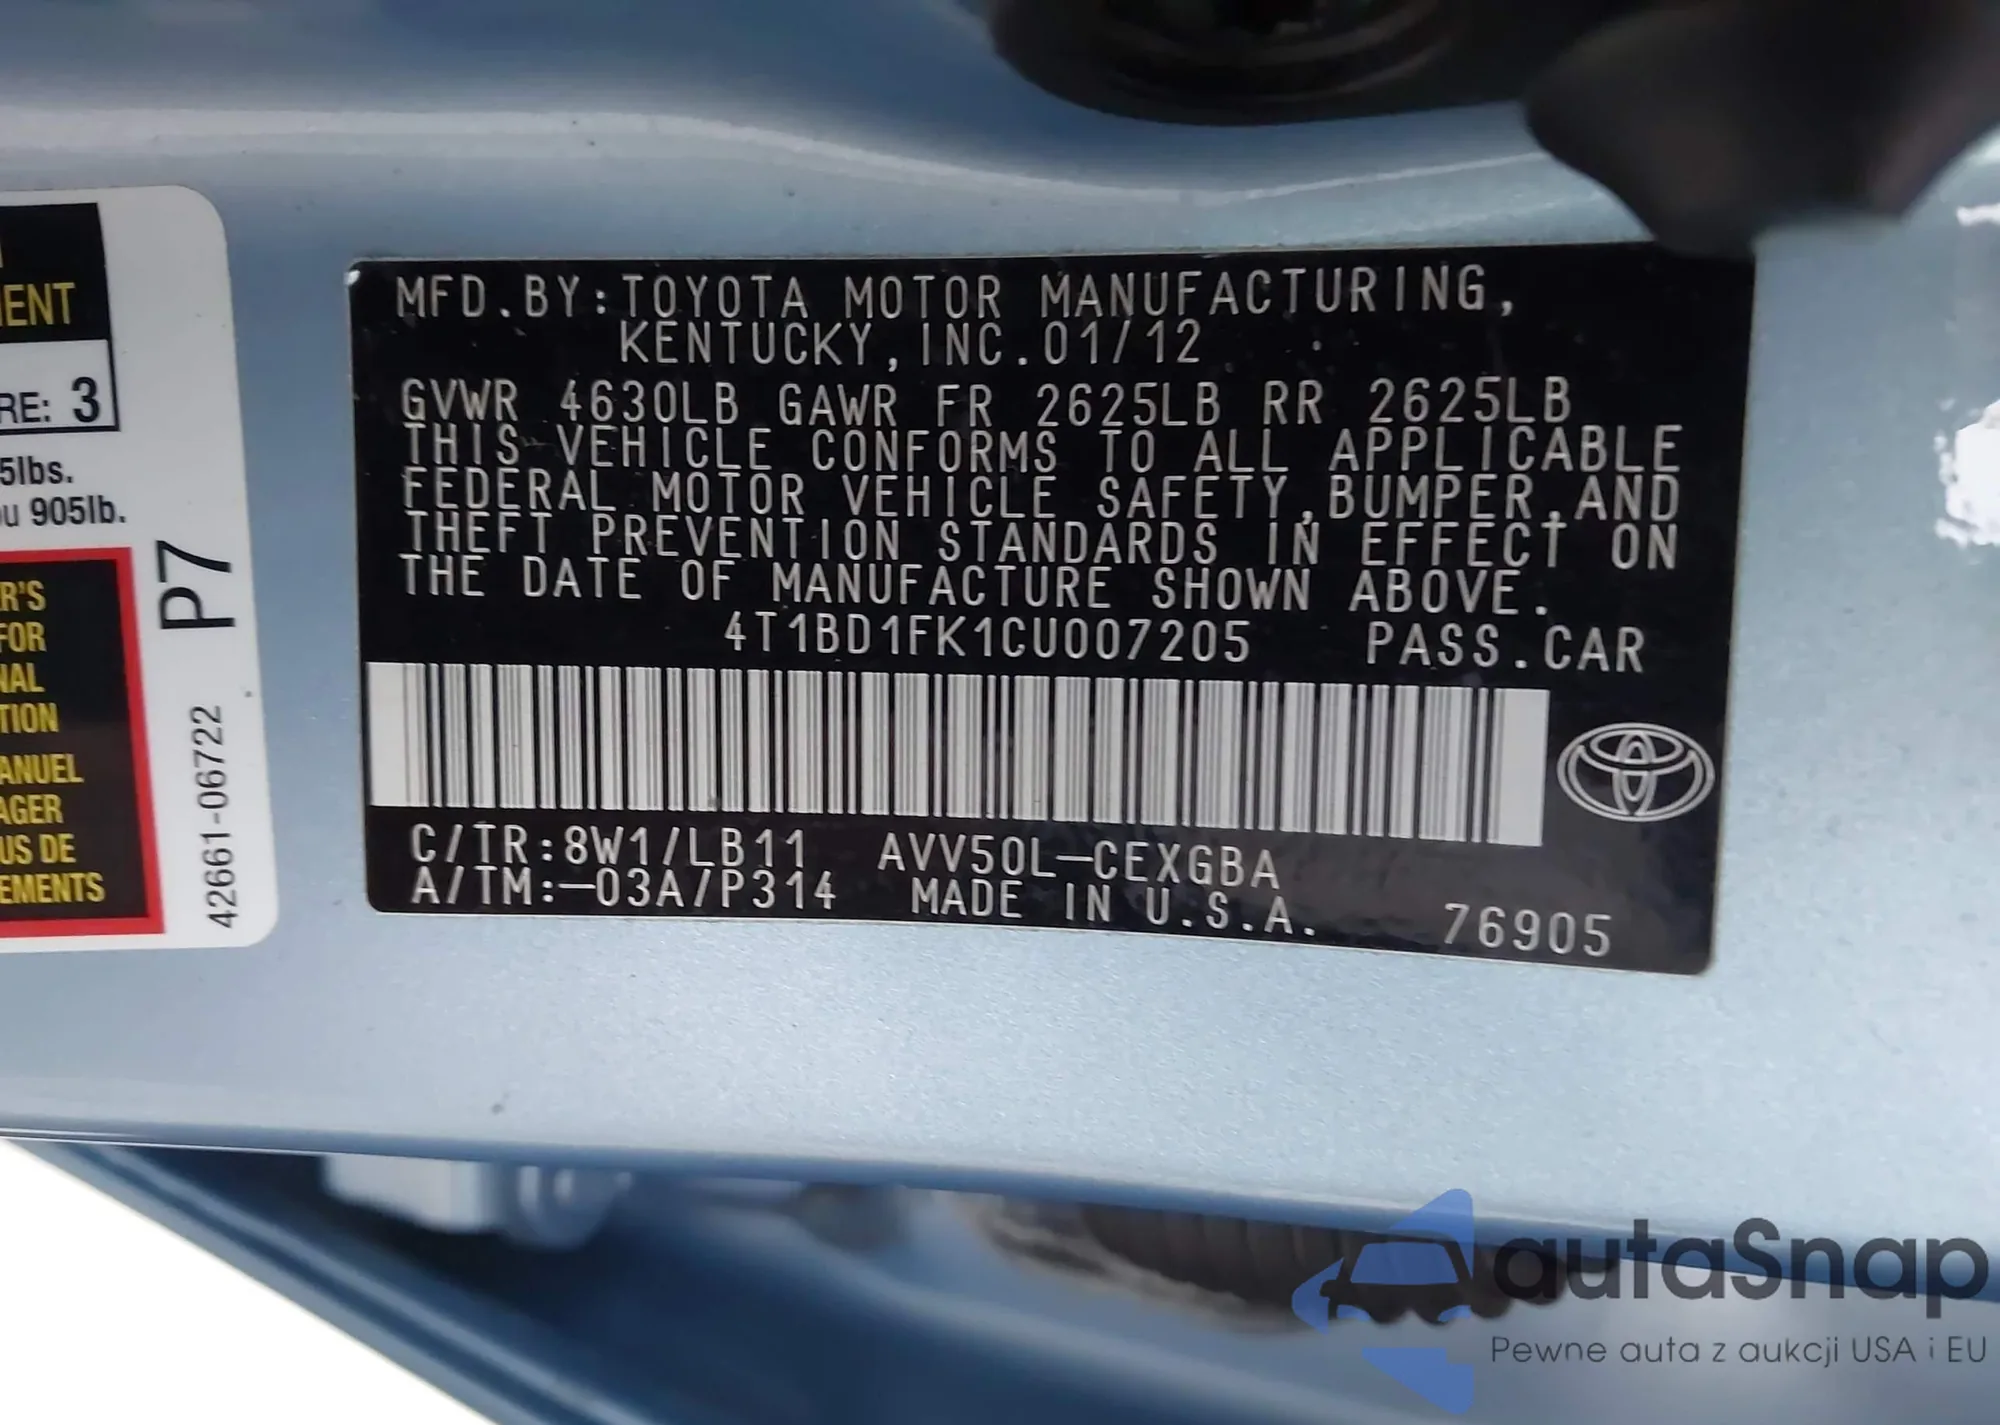 MFD.BY:TOYOTA MOTOR MANUFACTURING,
KENTUCKY,INC.01/12
GVWR 4630LB GAWR FR 2625LB RR 2625LB
THIS VEHICLE CONFORMS TO ALL APPLICABLE
FEDERAL MOTOR VEHICLE SAFETY,BUMPER,AND
THEFT PREVENTION STANDARDS IN EFFECT ON
THE DATE OF MANUFACTURE SHOWN ABOVE.
4T1BD1FK1CU007205 PASS.CAR
C/TR:8W1/LB11 AVV50L-CEXGBA
A/TM:-03A/P314 MADE IN U.S.A. 76905
IENT
RE: 3
5lbs.
u 905lb.
R'S
FOR
NAL
TION
ANUEL
AGER
US DE
EMENTS
P7
42661-06722
autaSnap
Pewne auta z aukcji USA i EU